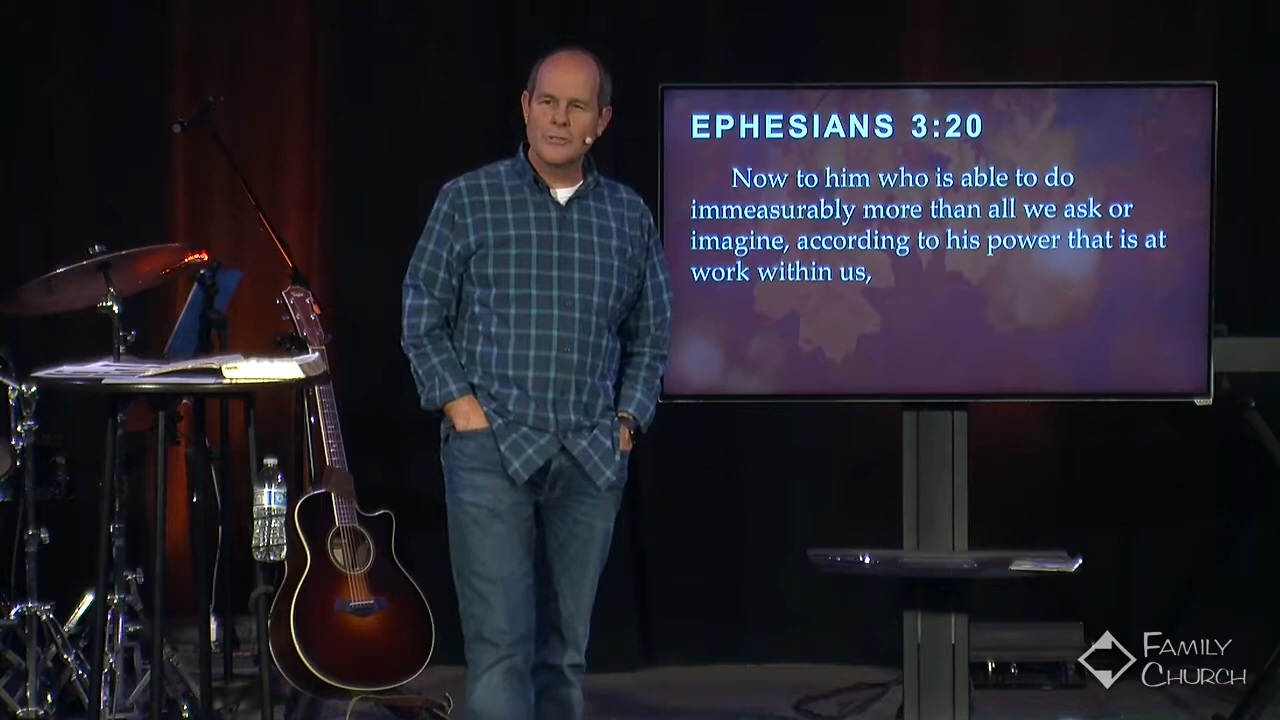 EPHESIANS 3:20
Now to him who is able to do
immeasurably more than all we ask or
imagine, according to his power that is at
work within us,
FAMILY
CHURCH